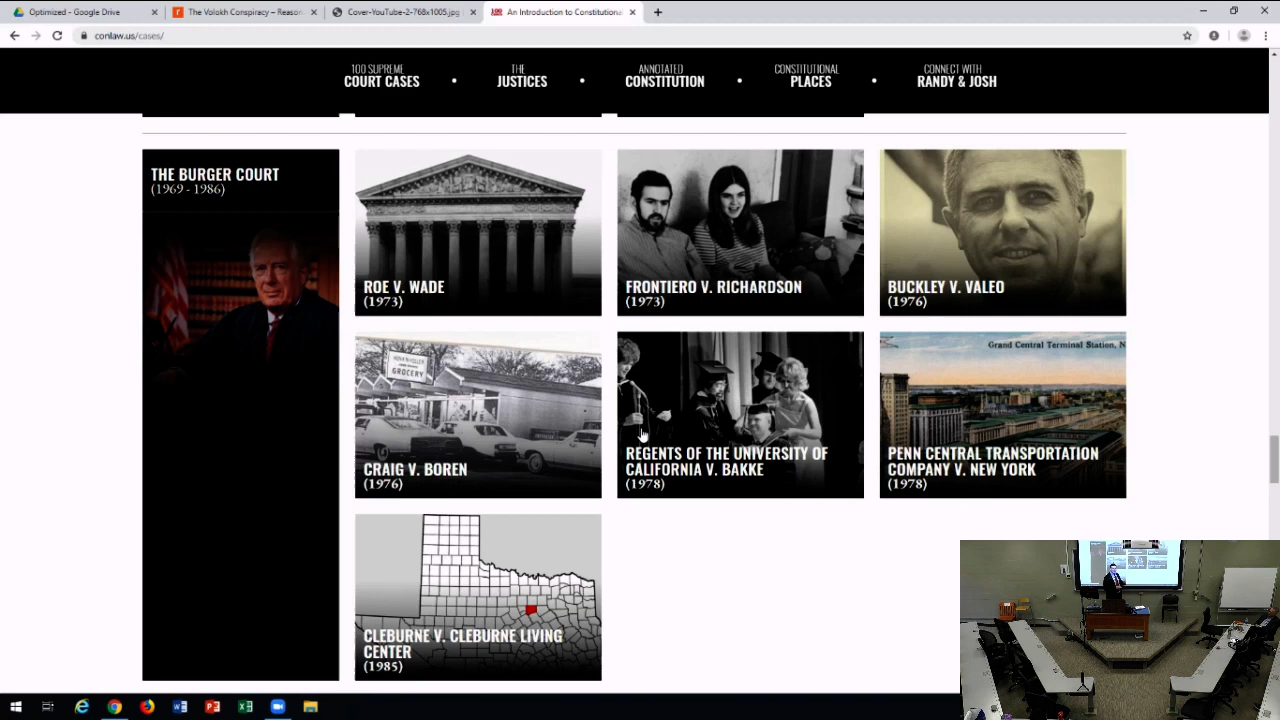 Optimized - Google Drive
The Volokh Conspiracy – Reason
Cover-YouTube-2-768x1005.jpg
An Introduction to Constitutiona
conlaw.us/cases/
100 SUPREME
COURT CASES
THE
JUSTICES
ANNOTATED
CONSTITUTION
CONSTITUTIONAL
PLACES
CONNECT WITH
RANDY & JOSH
THE BURGER COURT
(1969 - 1986)
ROE V. WADE
(1973)
FRONTIERO V. RICHARDSON
(1973)
BUCKLEY V. VALEO
(1976)
GROCERY
CRAIG V. BOREN
(1976)
REGENTS OF THE UNIVERSITY OF
CALIFORNIA V. BAKKE
(1978)
Grand Central Terminal Station, N
PENN CENTRAL TRANSPORTATION
COMPANY V. NEW YORK
(1978)
CLEBURNE V. CLEBURNE LIVING
CENTER
(1985)